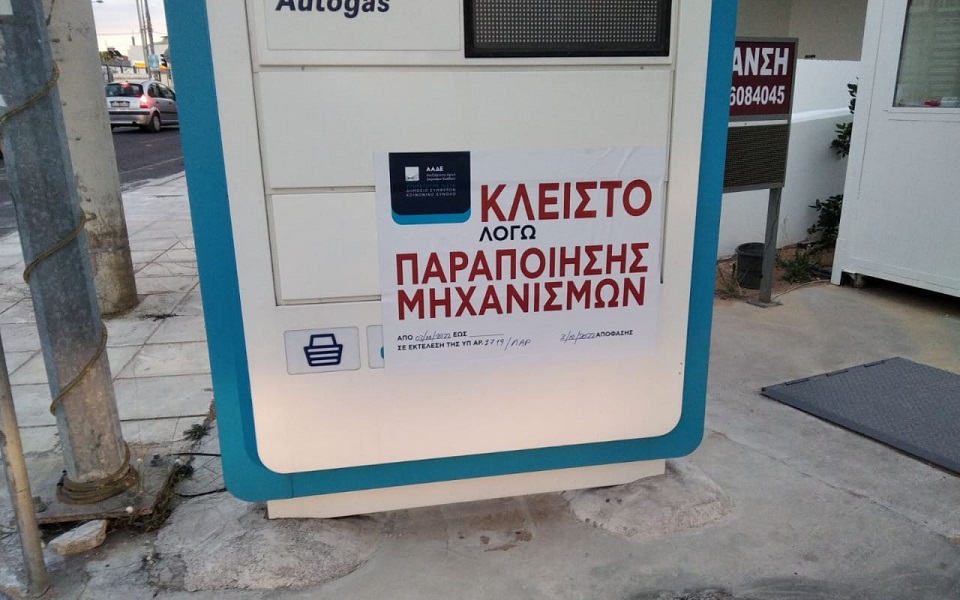 Autogas
ΑΝΣΗ
6084045
ΑΑΔΕ
ΚΛΕΙΣΤΟ
ΛΟΓΩ
ΠΑΡΑΠΟΙΗΣΗΣ
ΜΗΧΑΝΙΣΜΩΝ
ΑΠΟ ΕΩΣ
ΣΕ ΕΚΤΕΛΕΣΗ ΤΗΣ ΥΠ ΑΡ. ΑΠΟΦΑΣΗΣ